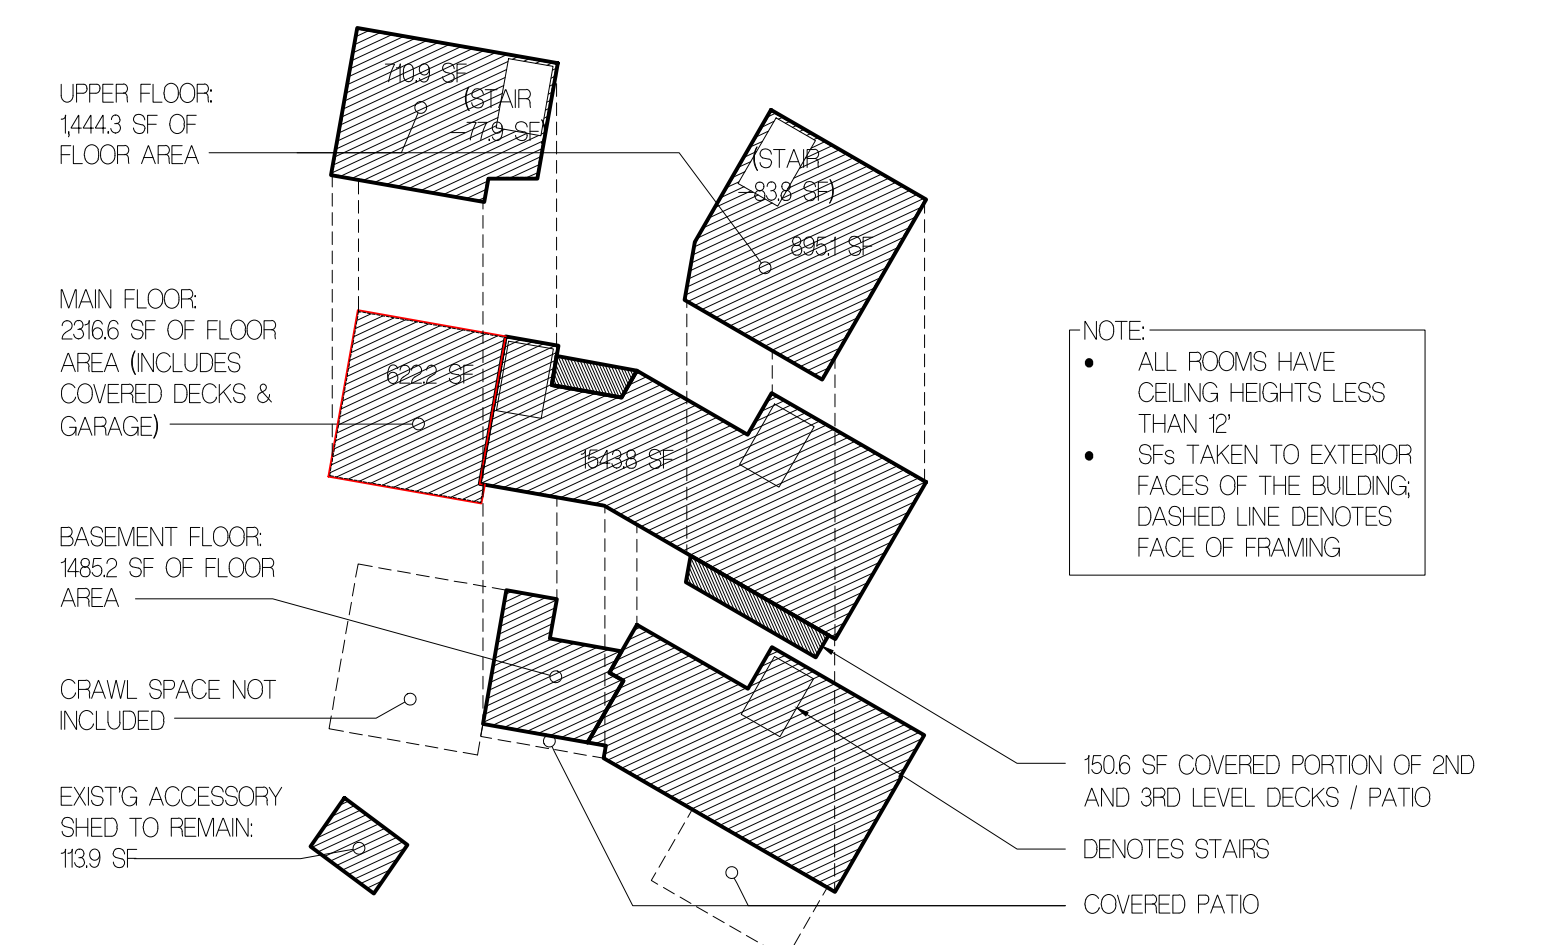 710.9 SF
(STAIR
-77.9 SF)
UPPER FLOOR:
1,444.3 SF OF
FLOOR AREA
(STAIR
-83.8 SF)
895.1 SF
MAIN FLOOR:
2316.6 SF OF FLOOR
AREA (INCLUDES
COVERED DECKS &
GARAGE)
622.2 SF
1543.8 SF
NOTE:
• ALL ROOMS HAVE
CEILING HEIGHTS LESS
THAN 12'
• SFs TAKEN TO EXTERIOR
FACES OF THE BUILDING;
DASHED LINE DENOTES
FACE OF FRAMING
BASEMENT FLOOR:
1485.2 SF OF FLOOR
AREA
CRAWL SPACE NOT
INCLUDED
EXIST'G ACCESSORY
SHED TO REMAIN:
113.9 SF
150.6 SF COVERED PORTION OF 2ND
AND 3RD LEVEL DECKS / PATIO
DENOTES STAIRS
COVERED PATIO